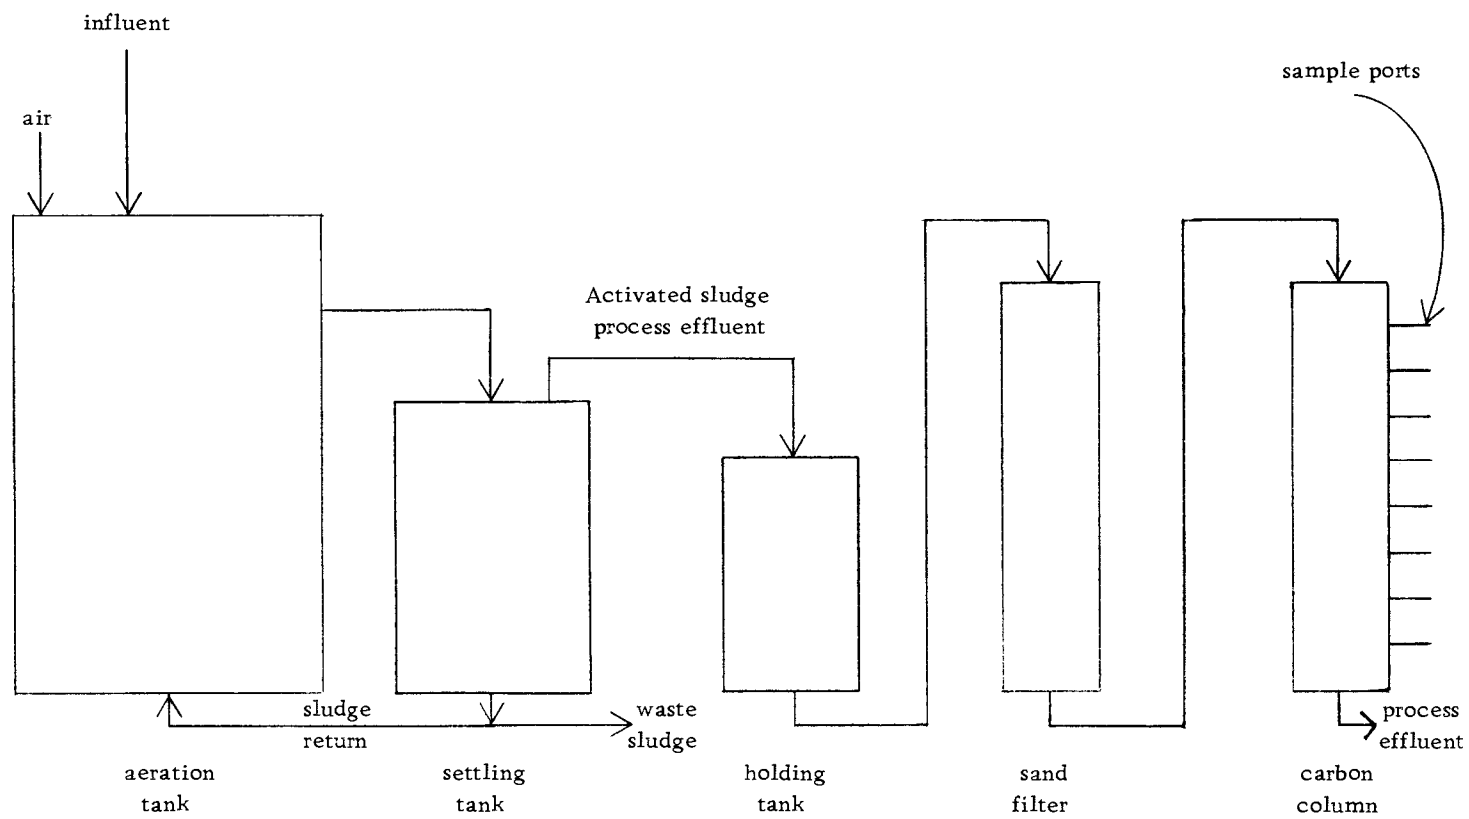 influent
sample ports
air
Activated sludge
process effluent
sludge
return
waste
sludge
process
effluent
aeration
tank
settling
tank
holding
tank
sand
filter
carbon
column